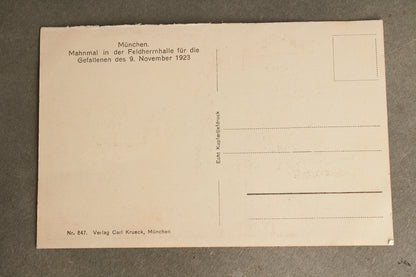 München.
Mahnmal in der Feldherrnhalle für die
Gefallenen des 9. November 1923
Echt Kupfertiefdruck
Nr. 847. Verlag Carl Krueck, München